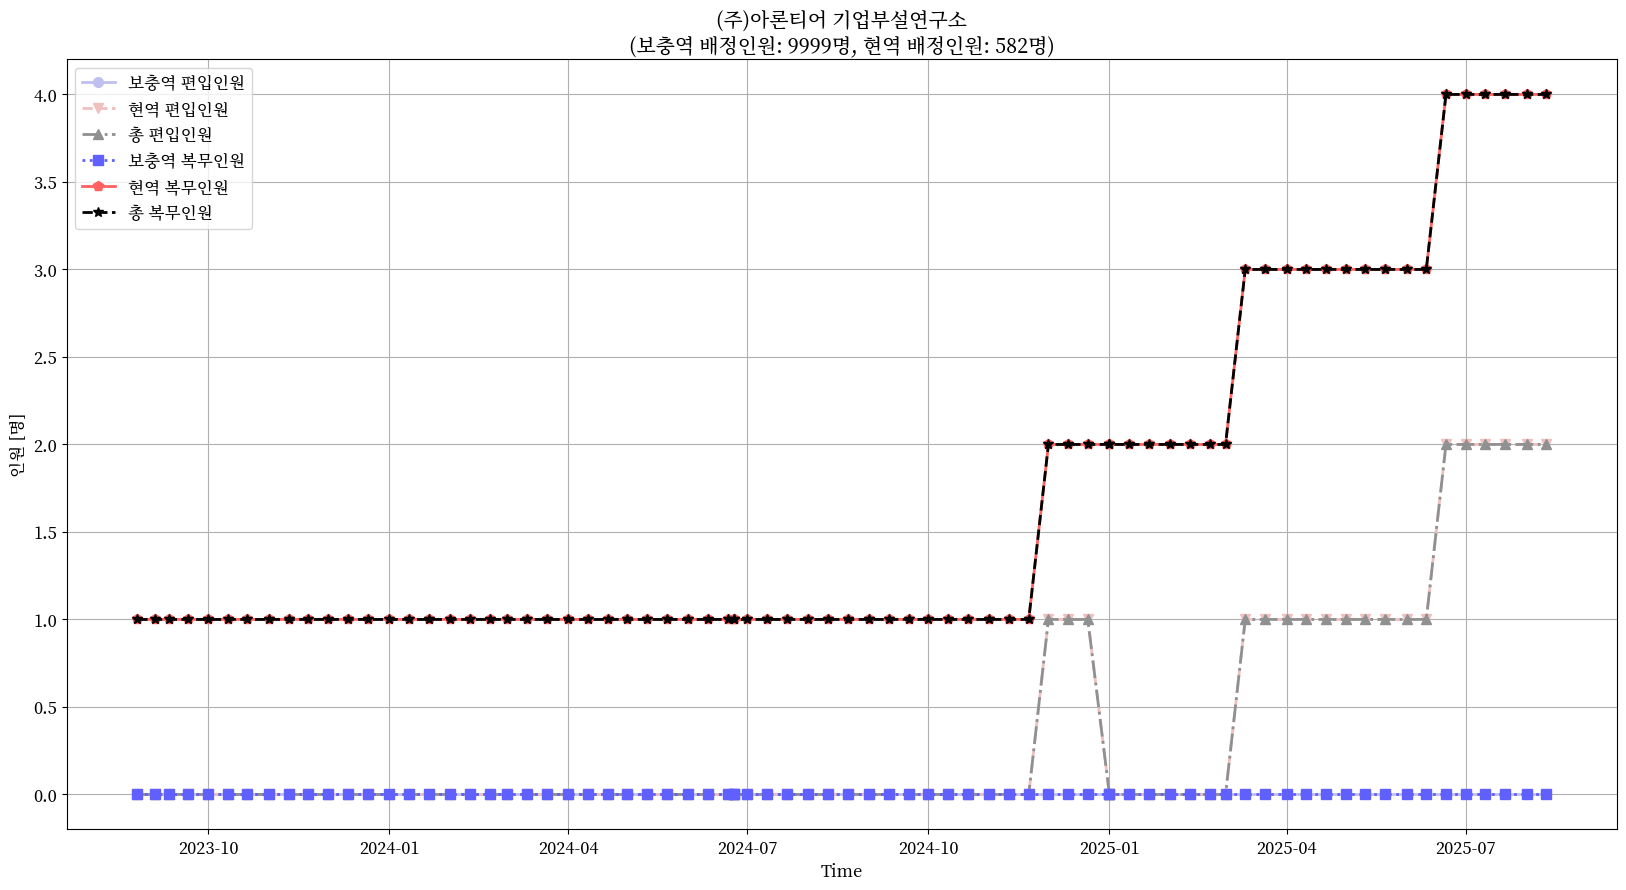 (주)아론티어 기업부설연구소
(보충역 배정인원: 9999명, 현역 배정인원: 582명)
보충역 편입인원
현역 편입인원
총 편입인원
보충역 복무인원
현역 복무인원
총 복무인원
4.0
3.5
3.0
2.5
2.0
1.5
1.0
0.5
0.0
인원 [명]
2023-10
2024-01
2024-04
2024-07
2024-10
2025-01
2025-04
2025-07
Time